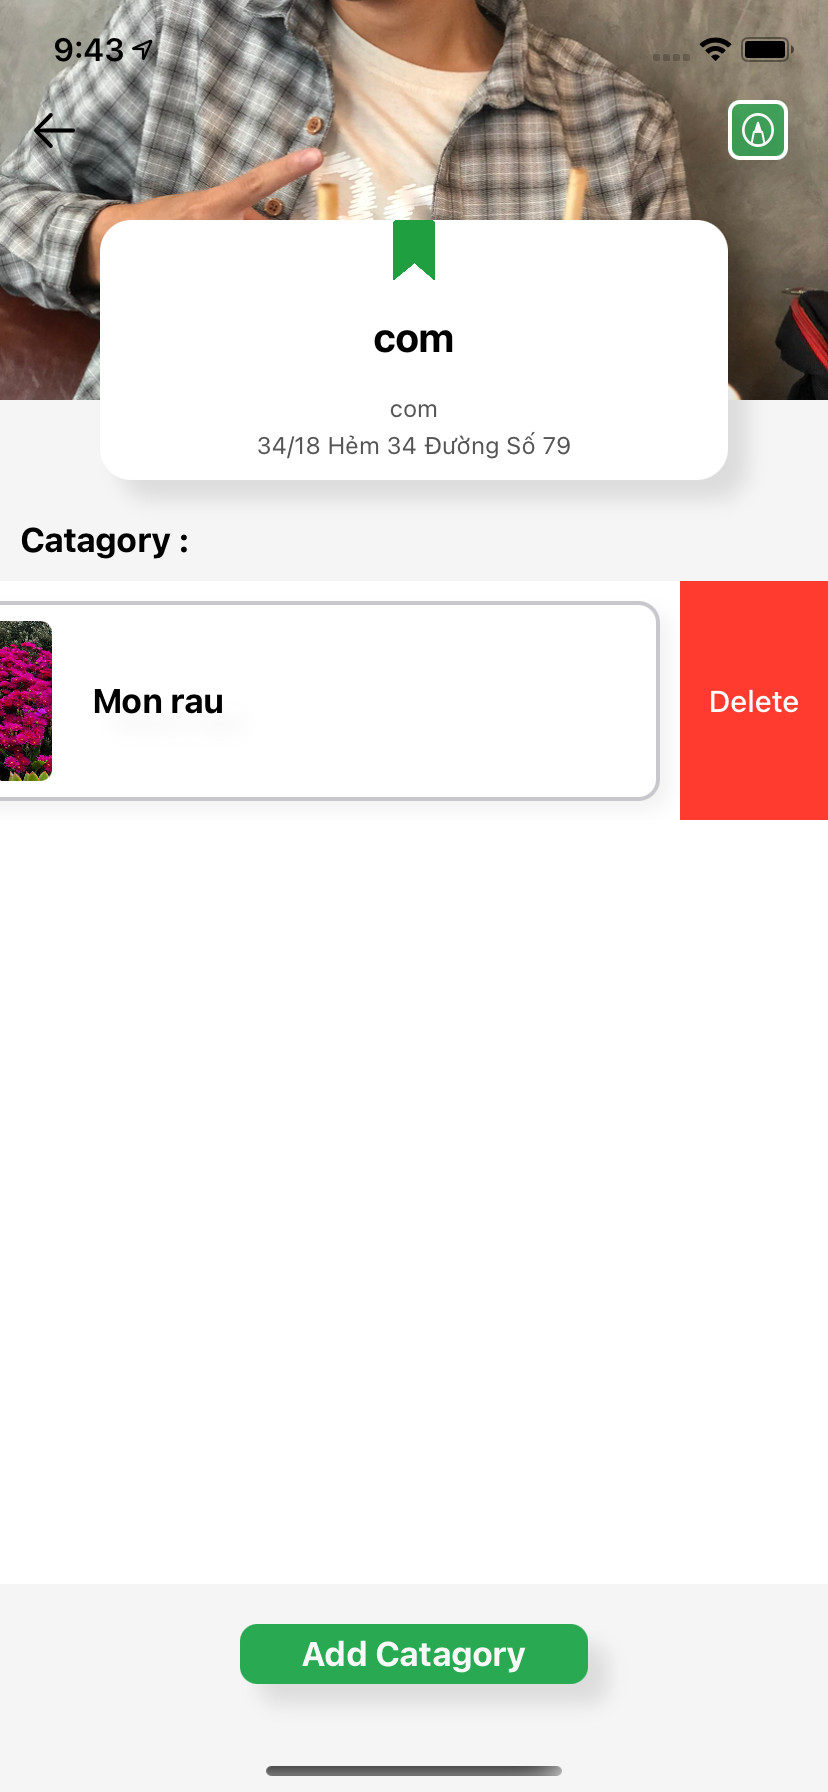 9:43
com
com
34/18 Hẻm 34 Đường Số 79
Catagory :
Mon rau
Delete
Add Catagory